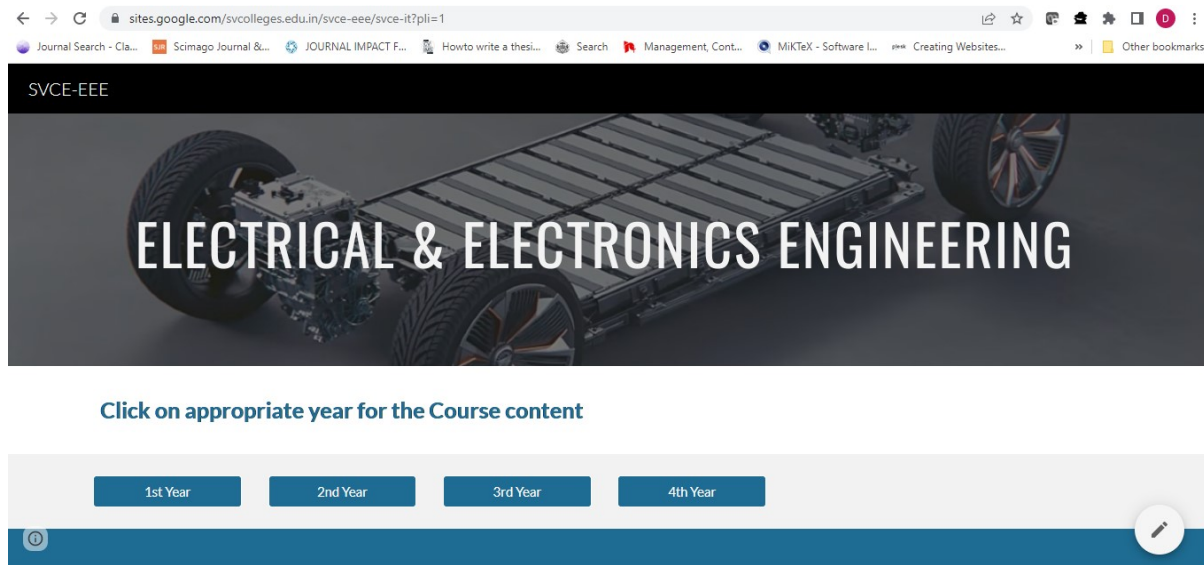 sites.google.com/svcolleges.edu.in/svce-eee/svce-it?pli=1
D
Journal Search - Cla... SJR Scimago Journal &... JOURNAL IMPACT F... Howto write a thesi... Search Management, Cont... MiKTeX - Software I... plesk Creating Websites... » Other bookmarks
SVCE-EEE
ELECTRICAL & ELECTRONICS ENGINEERING
Click on appropriate year for the Course content
1st Year 2nd Year 3rd Year 4th Year